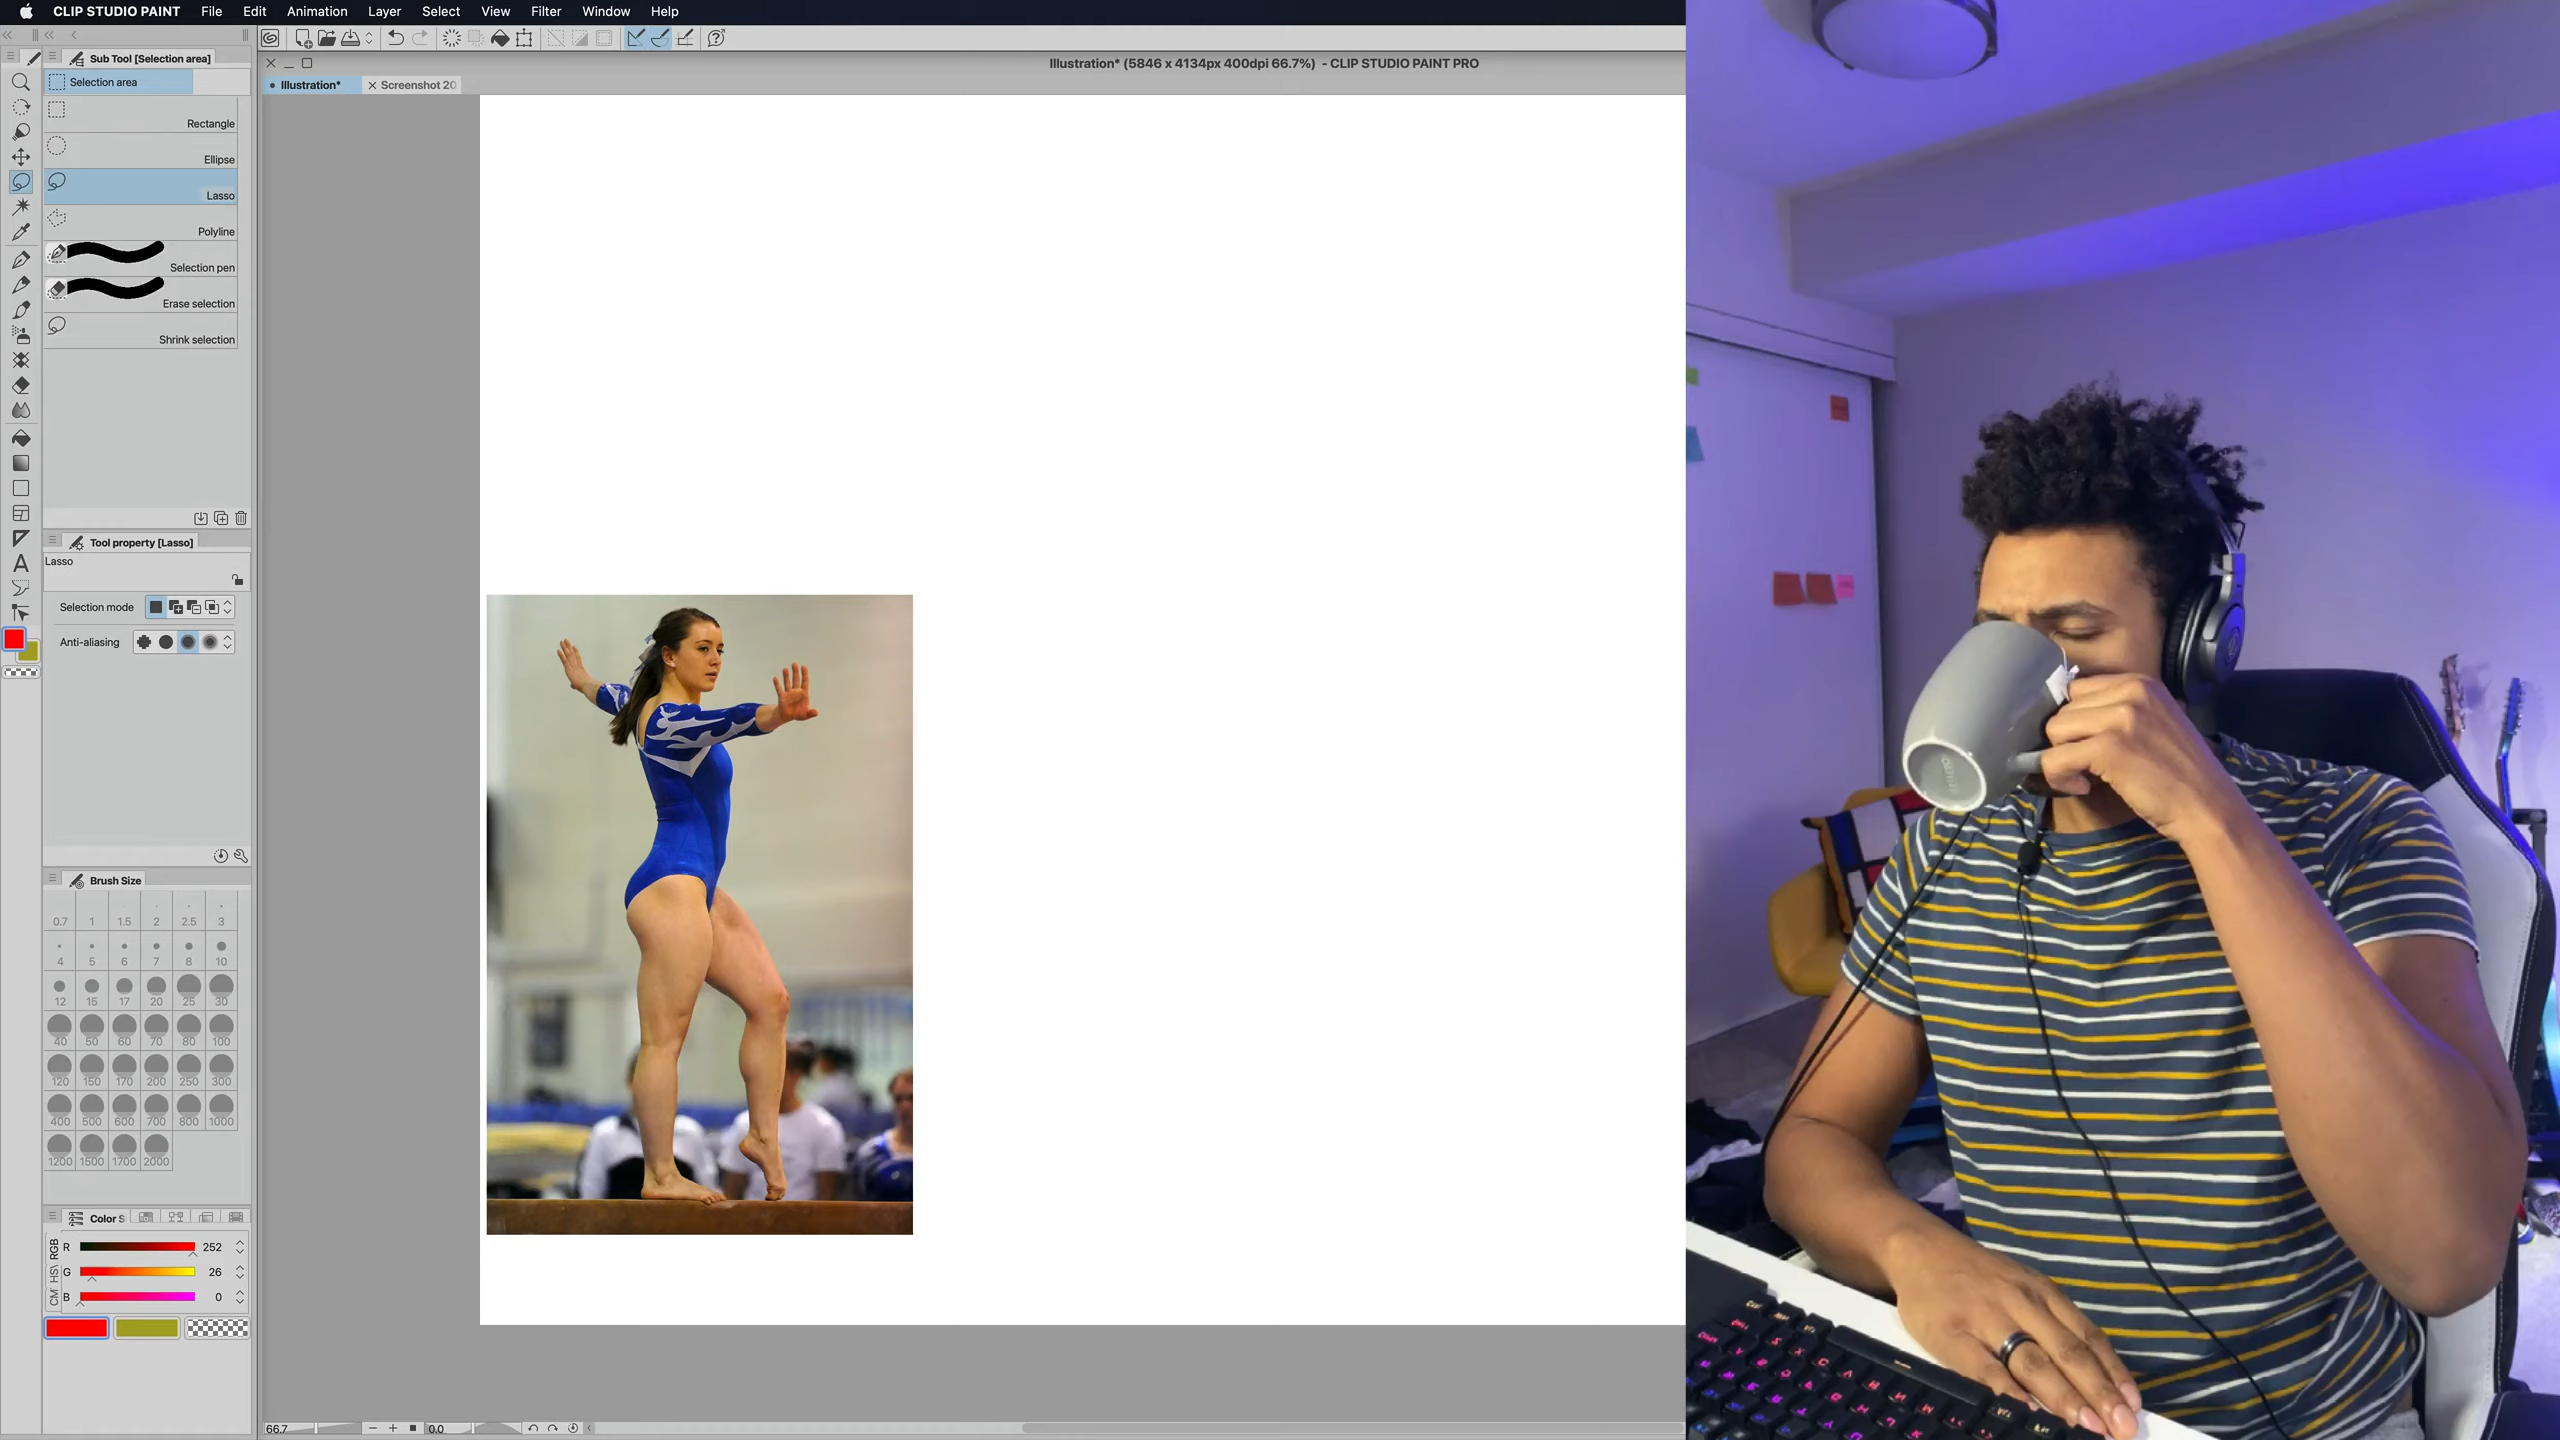 CLIP STUDIO PAINT File Edit Animation Layer Select View Filter Window Help
Illustration* (5846 x 4134px 400dpi 66.7%) - CLIP STUDIO PAINT PRO
Illustration* Screenshot 20
Sub Tool [Selection area]
Selection area
Rectangle
Ellipse
Lasso
Polyline
Selection pen
Erase selection
Shrink selection
Tool property [Lasso]
Lasso
Selection mode
Anti-aliasing
Brush Size
0.7 1 1.5 2 2.5 3
4 5 6 7 8 10
12 15 17 20 25 30
40 50 60 70 80 100
120 150 170 200 250 300
400 500 600 700 800 1000
1200 1500 1700 2000
Color S
RGB
HSV
CM
R 252
G 26
B 0
66.7 0.0